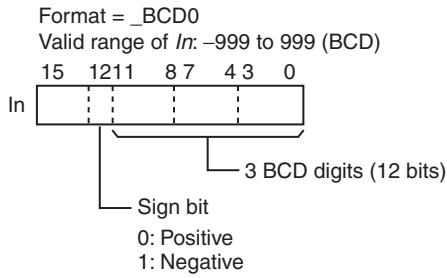 Format = _BCD0
Valid range of In: –999 to 999 (BCD)
15 1211 8 7 4 3 0
In
3 BCD digits (12 bits)
Sign bit
0: Positive
1: Negative